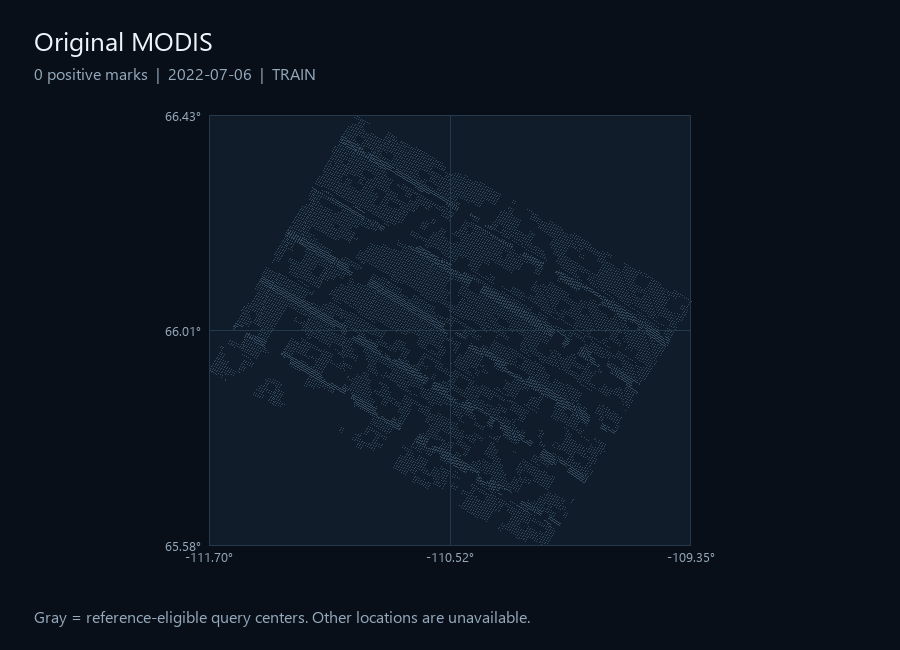 Original MODIS
0 positive marks | 2022-07-06 | TRAIN
66.43°
66.01°
65.58°
-111.70° -110.52° -109.35°
Gray = reference-eligible query centers. Other locations are unavailable.